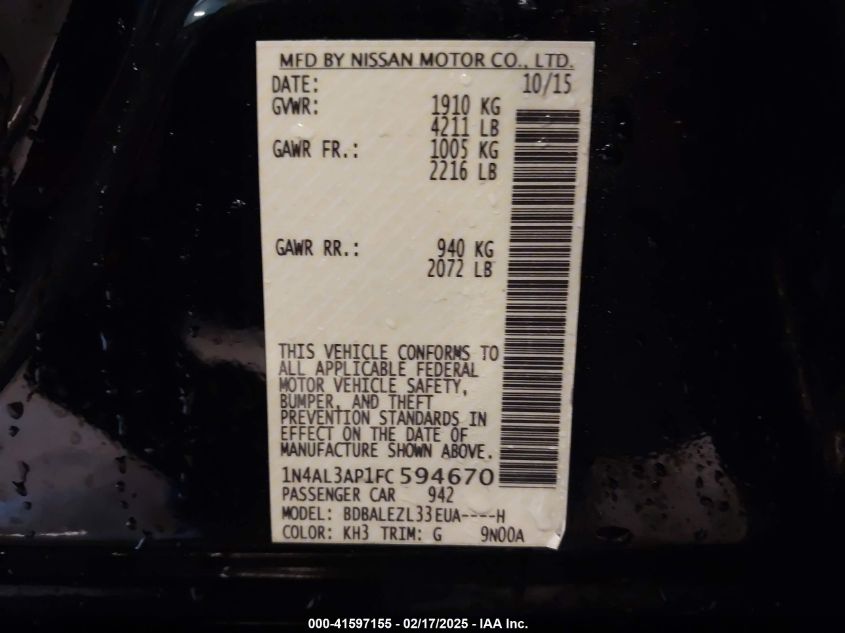 MFD BY NISSAN MOTOR CO., LTD.
DATE: 10/15
GVWR: 1910 KG
4211 LB
GAWR FR.: 1005 KG
2216 LB
GAWR RR.: 940 KG
2072 LB
THIS VEHICLE CONFORMS TO
ALL APPLICABLE FEDERAL
MOTOR VEHICLE SAFETY,
BUMPER, AND THEFT
PREVENTION STANDARDS IN
EFFECT ON THE DATE OF
MANUFACTURE SHOWN ABOVE.
1N4AL3AP1FC594670
PASSENGER CAR 942
MODEL: BDBALEZL33EUA----H
COLOR: KH3 TRIM: G 9N00A
000-41597155 - 02/17/2025 - IAA Inc.